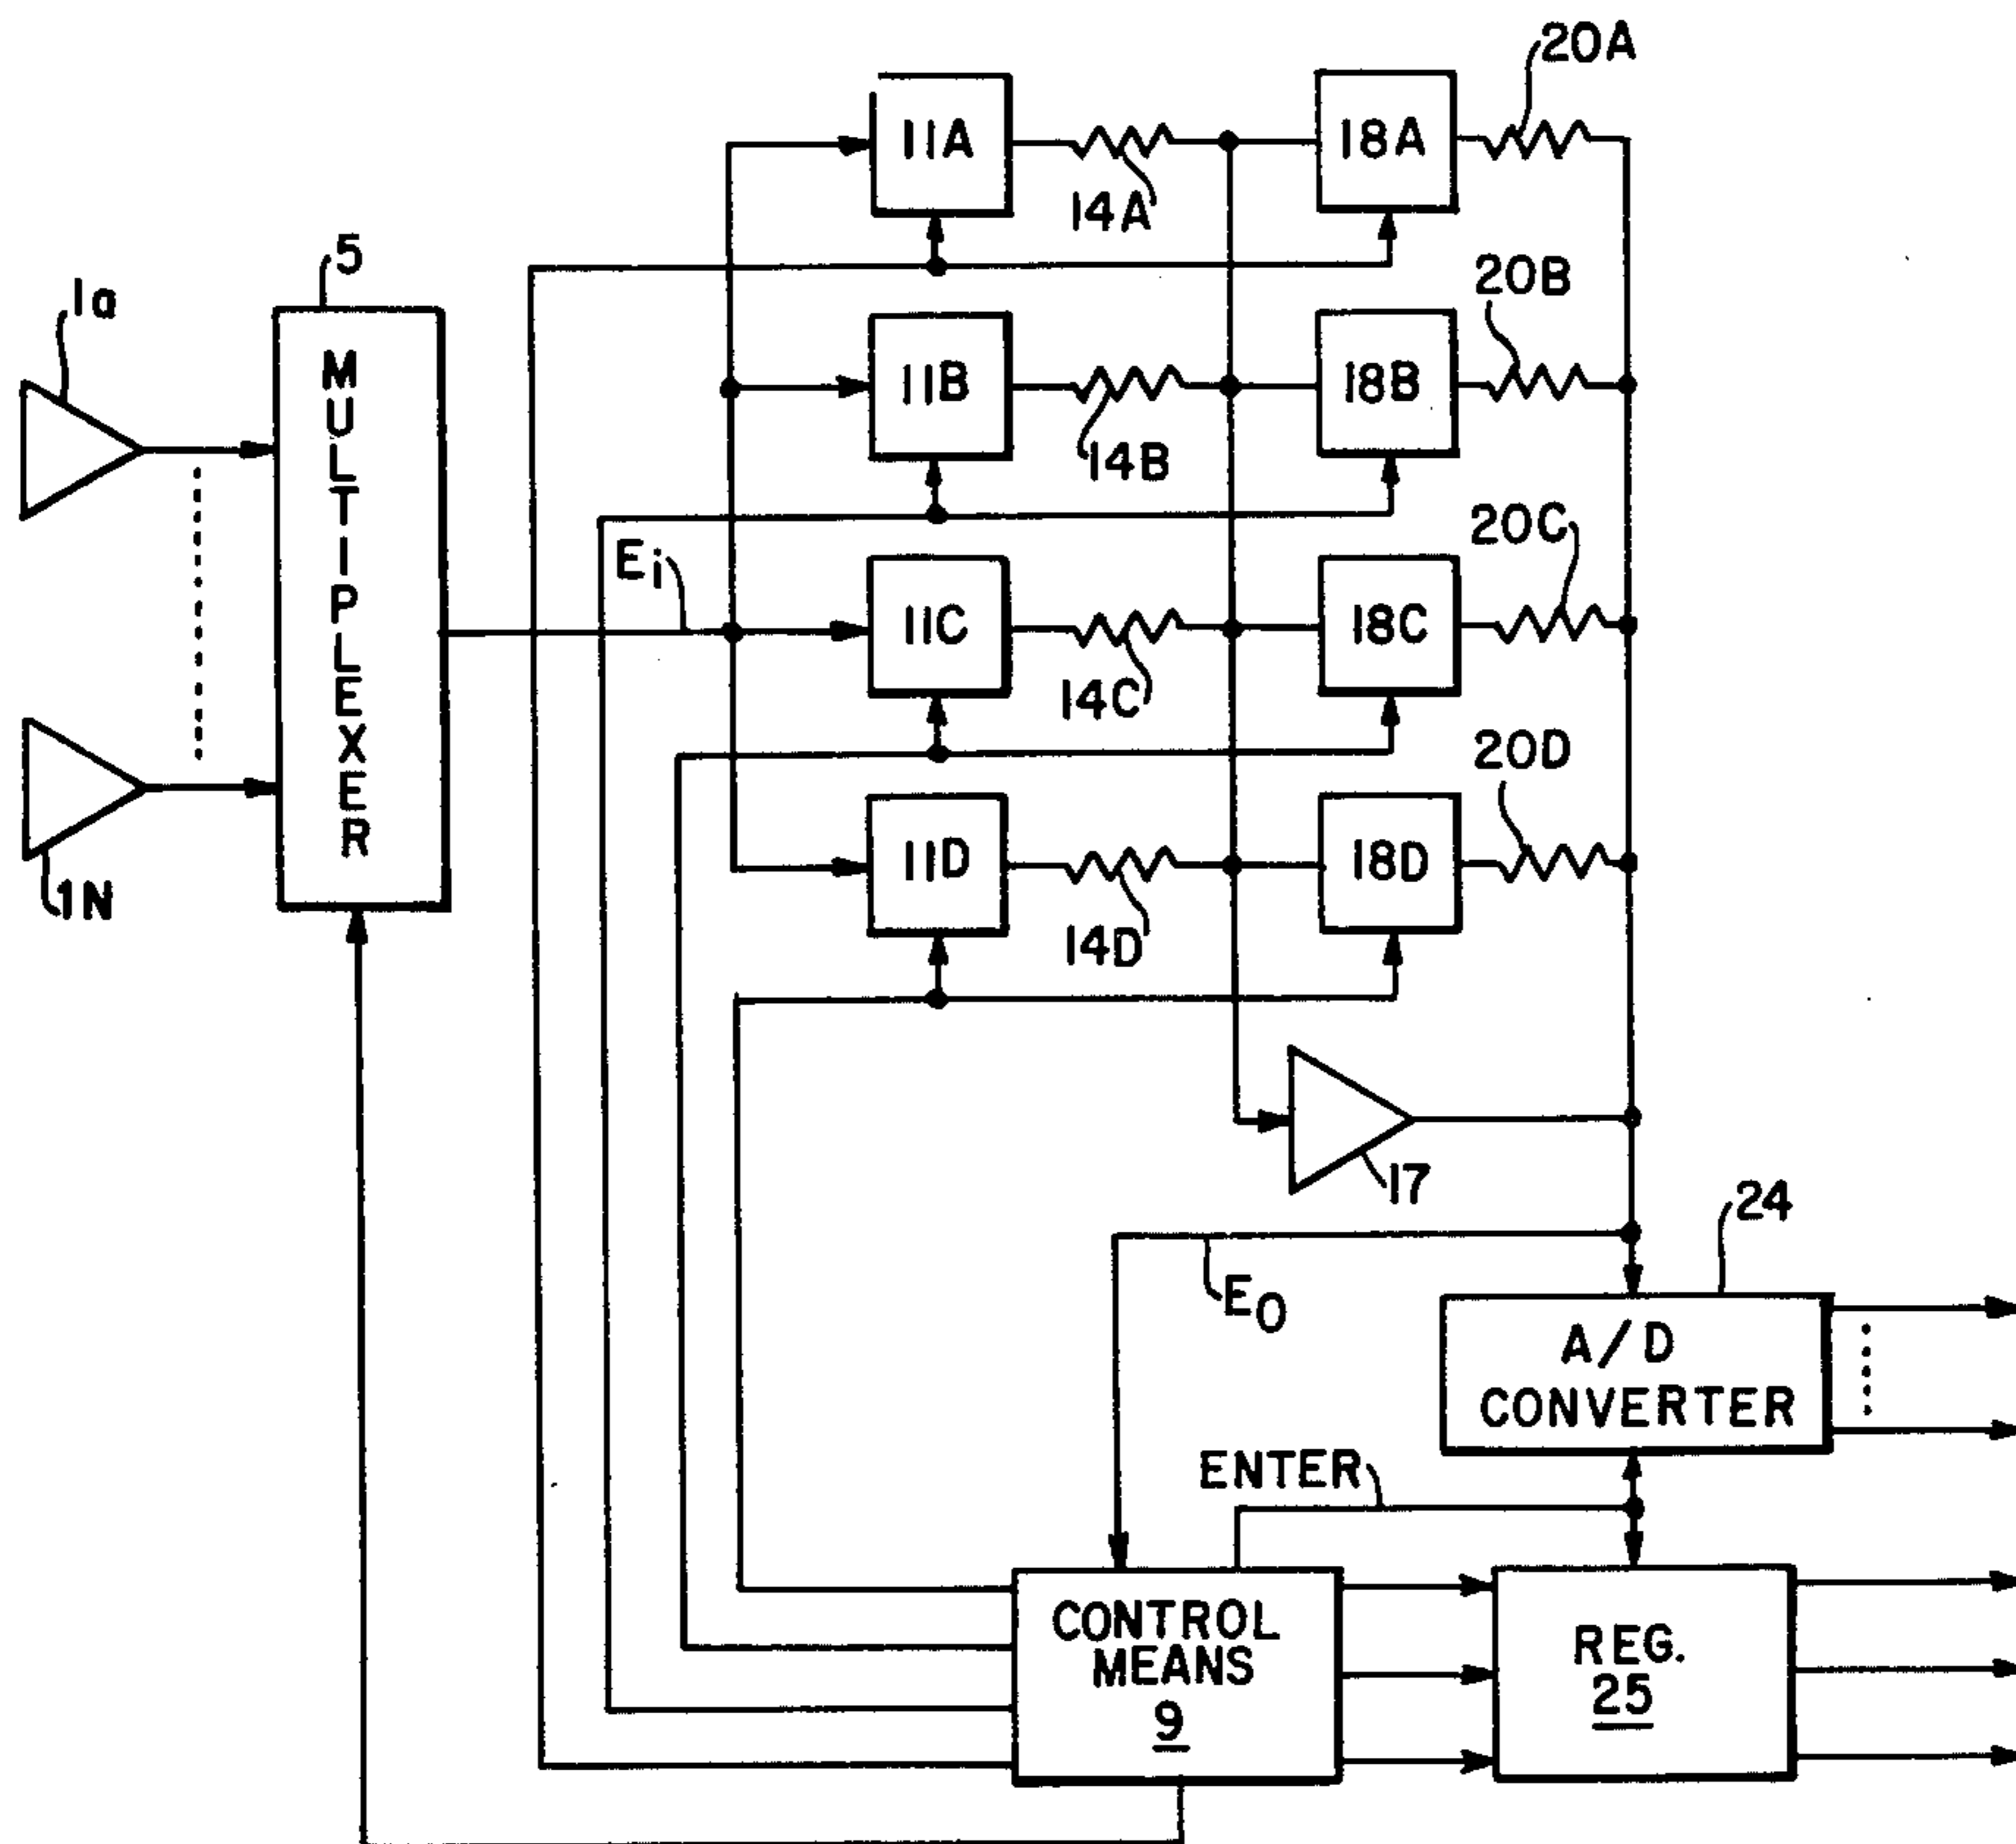 20A
11A
18A
14A
5
1a
20B
MULTIPLEXER
11B
18B
14B
20C
Ei
11C
18C
14C
20D
11D
18D
1N
14D
17
24
EO
A/D
CONVERTER
ENTER
CONTROL
MEANS
9
REG.
25